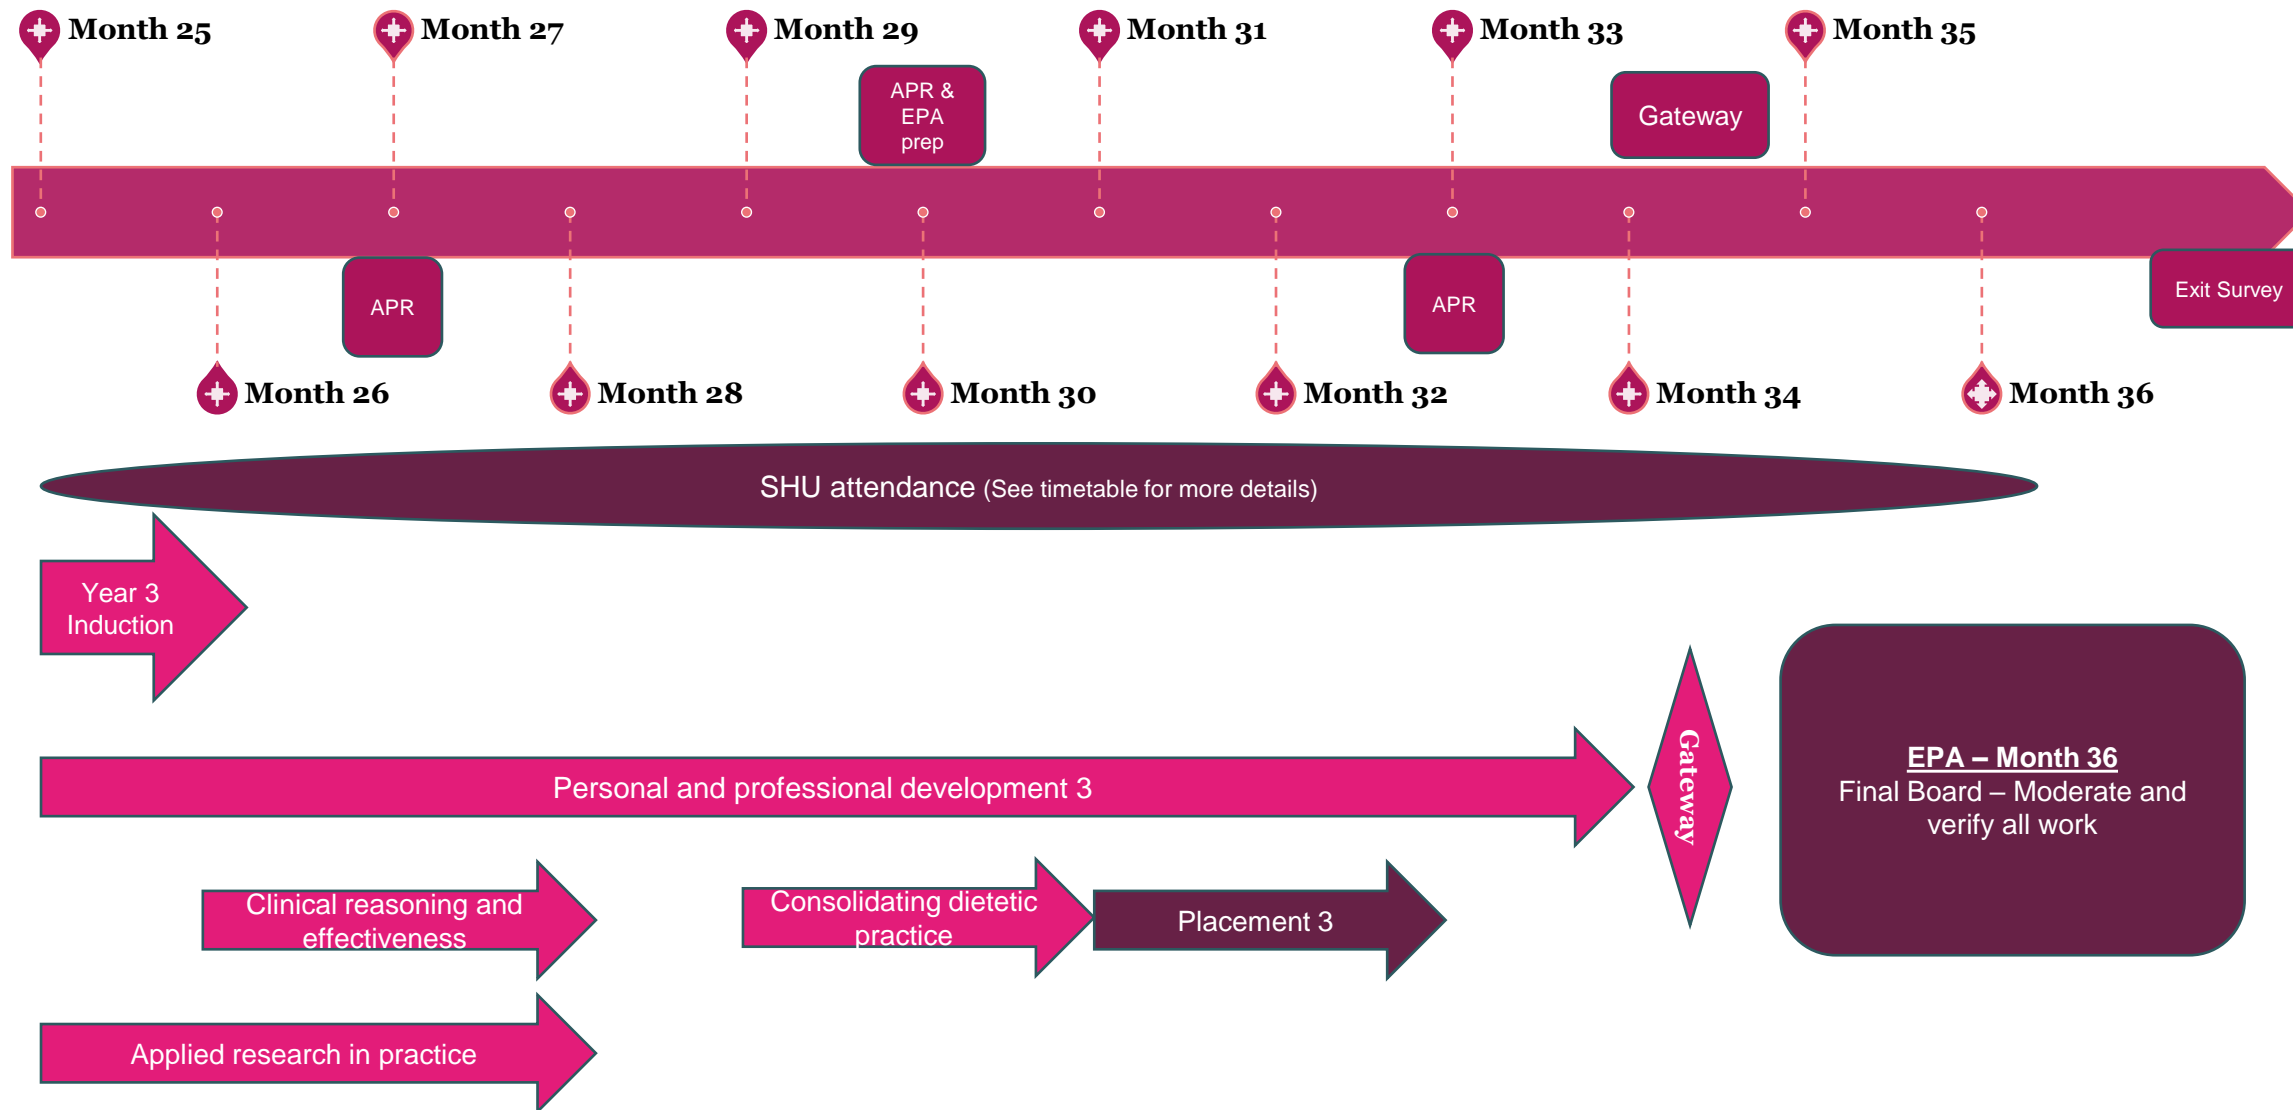 Month 25
Month 27
Month 29
Month 31
Month 33
Month 35
APR &
EPA
prep
Gateway
APR
APR
Exit Survey
Month 26
Month 28
Month 30
Month 32
Month 34
Month 36
SHU attendance (See timetable for more details)
Year 3
Induction
Gateway
EPA – Month 36
Final Board – Moderate and
verify all work
Personal and professional development 3
Clinical reasoning and
effectiveness
Consolidating dietetic
practice
Placement 3
Applied research in practice